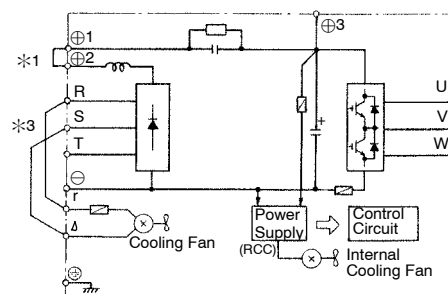 ⊕3
⊕1
*1
⊕2
R
U
*3
S
V
T
W
⊖
r
Power
Supply
Control
Circuit
Δ
Cooling Fan
(RCC)
Internal
Cooling Fan
+